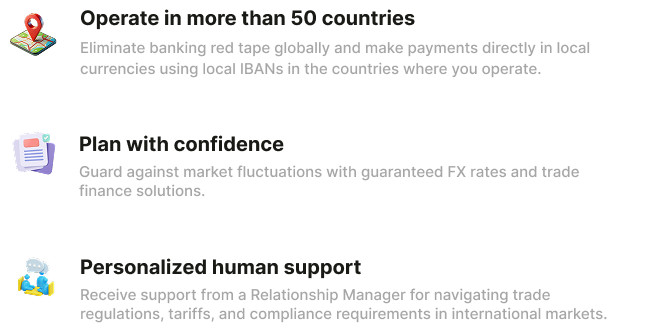 Operate in more than 50 countries
Eliminate banking red tape globally and make payments directly in local
currencies using local IBANs in the countries where you operate.
Plan with confidence
Guard against market fluctuations with guaranteed FX rates and trade
finance solutions.
Personalized human support
Receive support from a Relationship Manager for navigating trade
regulations, tariffs, and compliance requirements in international markets.